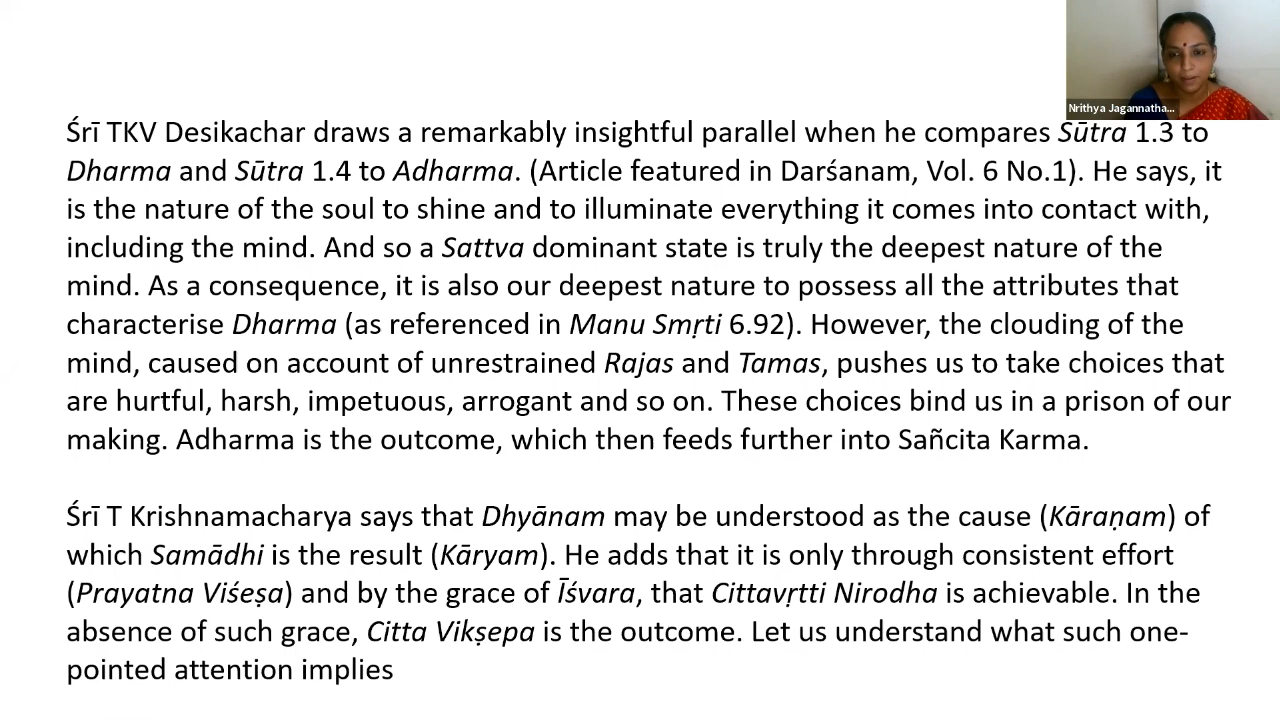 Nrithya Jagannatha...
Śrī TKV Desikachar draws a remarkably insightful parallel when he compares Sūtra 1.3 to
Dharma and Sūtra 1.4 to Adharma. (Article featured in Darśanam, Vol. 6 No.1). He says, it
is the nature of the soul to shine and to illuminate everything it comes into contact with,
including the mind. And so a Sattva dominant state is truly the deepest nature of the
mind. As a consequence, it is also our deepest nature to possess all the attributes that
characterise Dharma (as referenced in Manu Smṛti 6.92). However, the clouding of the
mind, caused on account of unrestrained Rajas and Tamas, pushes us to take choices that
are hurtful, harsh, impetuous, arrogant and so on. These choices bind us in a prison of our
making. Adharma is the outcome, which then feeds further into Sañcita Karma.
Śrī T Krishnamacharya says that Dhyānam may be understood as the cause (Kāraṇam) of
which Samādhi is the result (Kāryam). He adds that it is only through consistent effort
(Prayatna Viśeṣa) and by the grace of Īśvara, that Cittavṛtti Nirodha is achievable. In the
absence of such grace, Citta Vikṣepa is the outcome. Let us understand what such one-
pointed attention implies